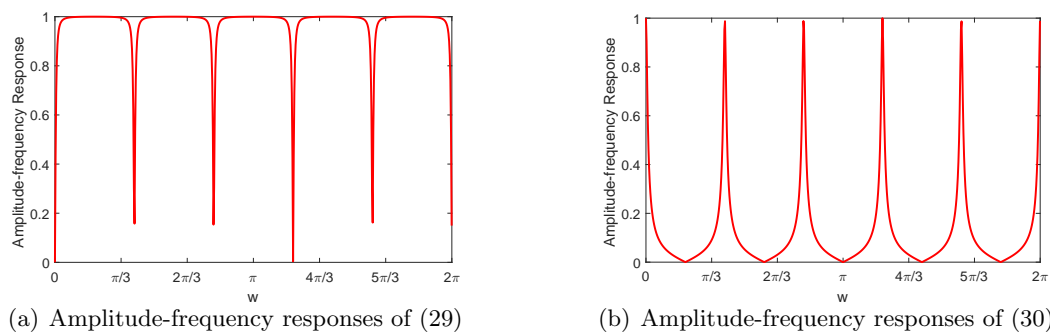 Amplitude-frequency Response
1
0.8
0.6
0.4
0.2
0
0 π/3 2π/3 π 4π/3 5π/3 2π
w
(a) Amplitude-frequency responses of (29)
Amplitude-frequency Response
1
0.8
0.6
0.4
0.2
0
0 π/3 2π/3 π 4π/3 5π/3 2π
w
(b) Amplitude-frequency responses of (30)